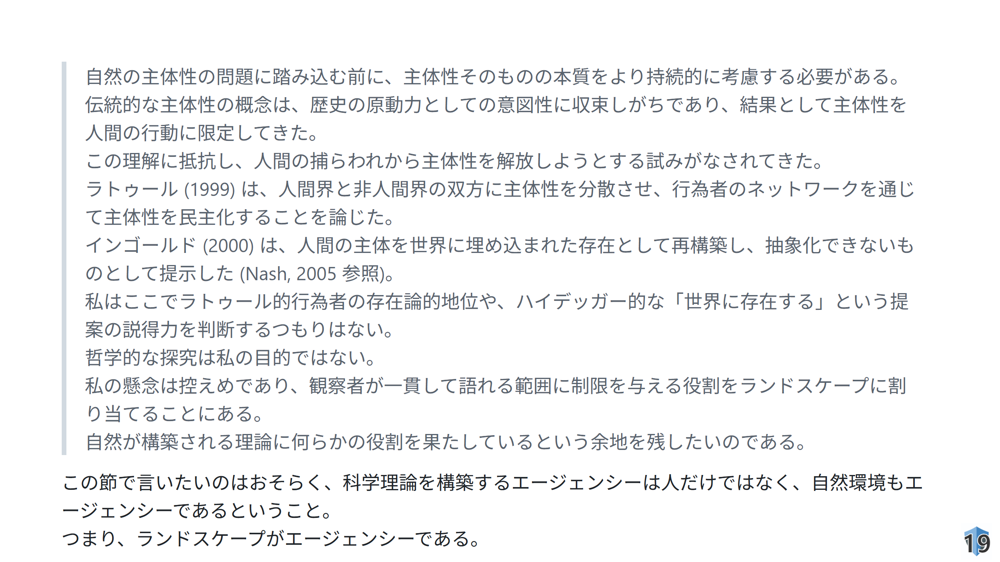 自然の主体性の問題に踏み込む前に、主体性そのものの本質をより持続的に考慮する必要がある。
伝統的な主体性の概念は、歴史の原動力としての意図性に収束しがちであり、結果として主体性を
人間の行動に限定してきた。
この理解に抵抗し、人間の捕らわれから主体性を解放しようとする試みがなされてきた。
ラトゥール (1999) は、人間界と非人間界の双方に主体性を分散させ、行為者のネットワークを通じ
て主体性を民主化することを論じた。
インゴールド (2000) は、人間の主体を世界に埋め込まれた存在として再構築し、抽象化できないも
のとして提示した (Nash, 2005 参照)。
私はここでラトゥール的行為者の存在論的地位や、ハイデッガー的な「世界に存在する」という提
案の説得力を判断するつもりはない。
哲学的な探究は私の目的ではない。
私の懸念は控えめであり、観察者が一貫して語れる範囲に制限を与える役割をランドスケープに割
り当てることにある。
自然が構築される理論に何らかの役割を果たしているという余地を残したいのである。
この節で言いたいのはおそらく、科学理論を構築するエージェンシーは人だけではなく、自然環境もエ
ージェンシーであるということ。
つまり、ランドスケープがエージェンシーである。
19